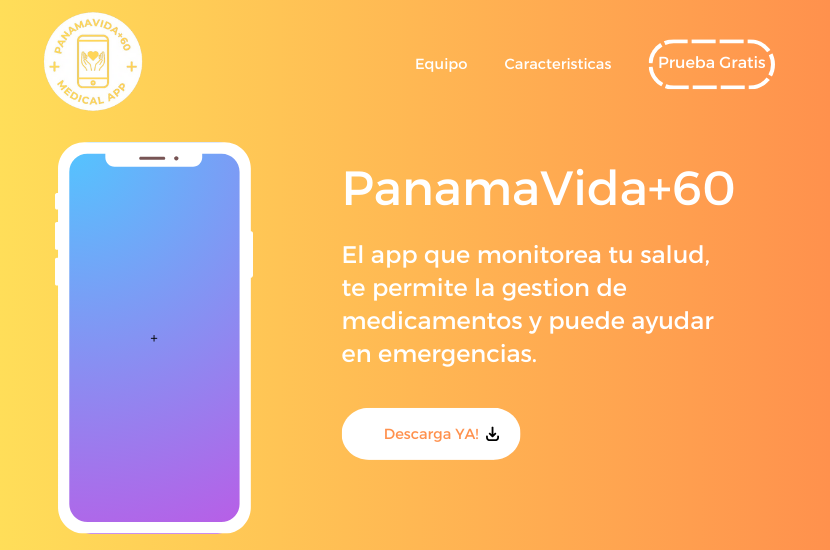 PANAMAVIDA+60
MEDICAL APP
Equipo
Caracteristicas
Prueba Gratis
PanamaVida+60
El app que monitorea tu salud,
te permite la gestion de
medicamentos y puede ayudar
en emergencias.
Descarga YA!